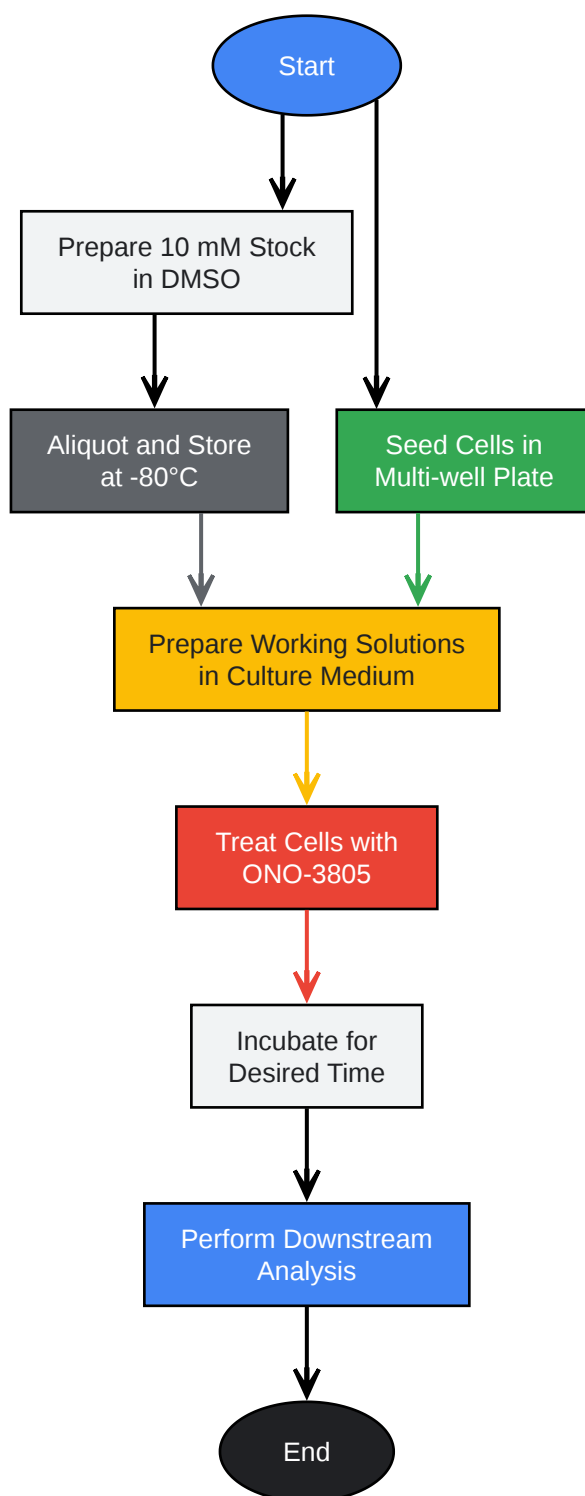 Start
Prepare 10 mM Stock
in DMSO
Aliquot and Store
at -80°C
Seed Cells in
Multi-well Plate
Prepare Working Solutions
in Culture Medium
Treat Cells with
ONO-3805
Incubate for
Desired Time
Perform Downstream
Analysis
End